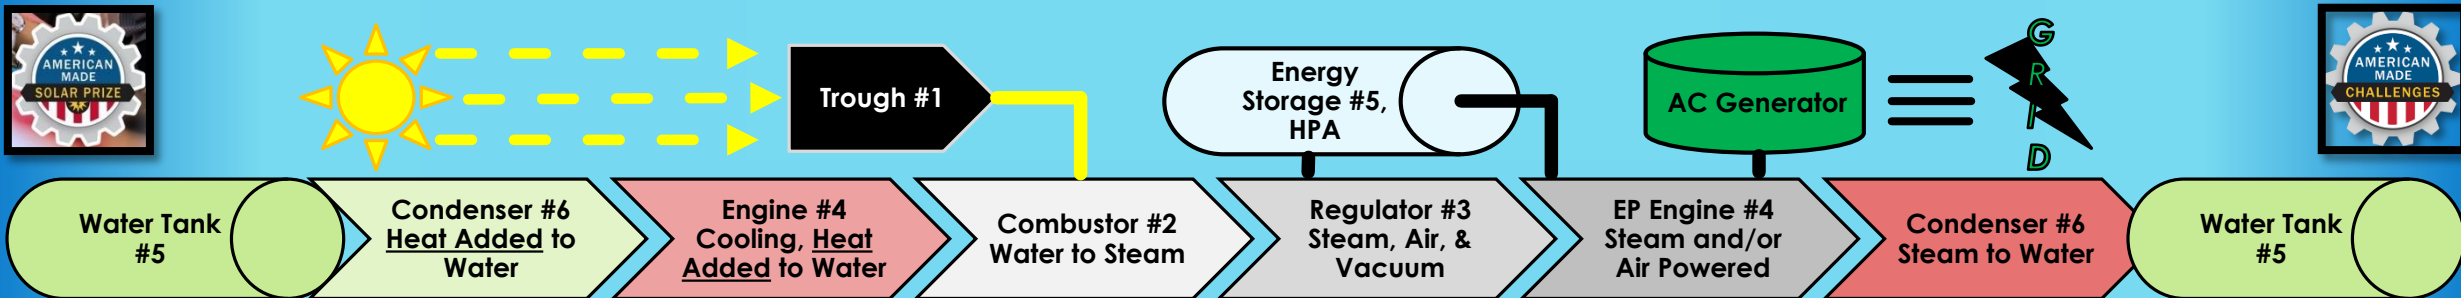 AMERICAN
MADE
SOLAR PRIZE
Trough #1
Energy
Storage #5,
HPA
AC Generator
G
R
I
D
AMERICAN
MADE
CHALLENGES
Water Tank
#5
Condenser #6
Heat Added to
Water
Engine #4
Cooling, Heat
Added to Water
Combustor #2
Water to Steam
Regulator #3
Steam, Air, &
Vacuum
EP Engine #4
Steam and/or
Air Powered
Condenser #6
Steam to Water
Water Tank
#5